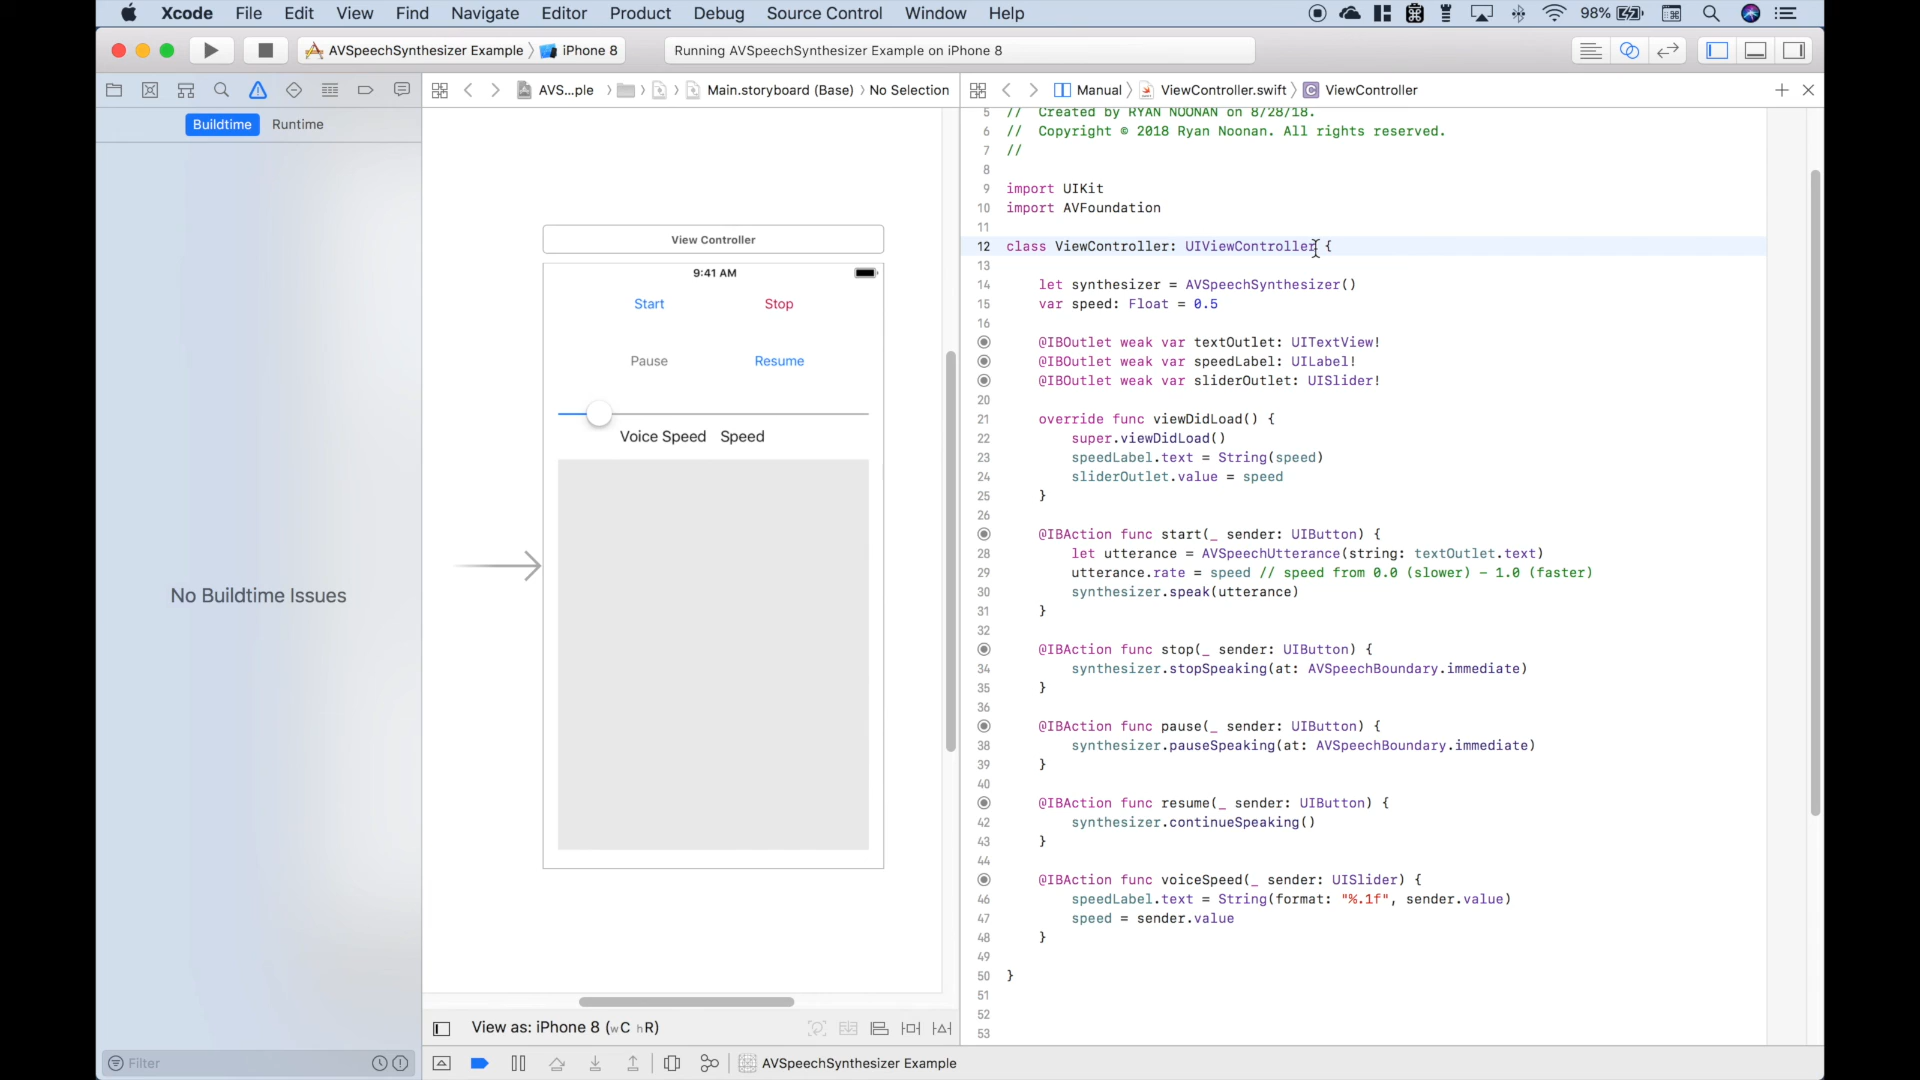 Xcode File Edit View Find Navigate Editor Product Debug Source Control Window Help 98%
AVSpeechSynthesizer Example 〉 iPhone 8
Running AVSpeechSynthesizer Example on iPhone 8
AVS...ple 〉 〉 〉 Main.storyboard (Base) 〉 No Selection
Manual 〉 ViewController.swift 〉 C ViewController
Buildtime Runtime
No Buildtime Issues
Filter
View Controller
9:41 AM
Start Stop
Pause Resume
Voice Speed Speed
View as: iPhone 8 (wC hR)
AVSpeechSynthesizer Example
5 // Created by RYAN NOONAN on 8/28/18.
6 // Copyright © 2018 Ryan Noonan. All rights reserved.
7 //
8
9 import UIKit
10 import AVFoundation
11
12 class ViewController: UIViewController {
13
14 let synthesizer = AVSpeechSynthesizer()
15 var speed: Float = 0.5
16
@IBOutlet weak var textOutlet: UITextView!
@IBOutlet weak var speedLabel: UILabel!
@IBOutlet weak var sliderOutlet: UISlider!
20
21 override func viewDidLoad() {
22 super.viewDidLoad()
23 speedLabel.text = String(speed)
24 sliderOutlet.value = speed
25 }
26
@IBAction func start(_ sender: UIButton) {
28 let utterance = AVSpeechUtterance(string: textOutlet.text)
29 utterance.rate = speed // speed from 0.0 (slower) - 1.0 (faster)
30 synthesizer.speak(utterance)
31 }
32
@IBAction func stop(_ sender: UIButton) {
34 synthesizer.stopSpeaking(at: AVSpeechBoundary.immediate)
35 }
36
@IBAction func pause(_ sender: UIButton) {
38 synthesizer.pauseSpeaking(at: AVSpeechBoundary.immediate)
39 }
40
@IBAction func resume(_ sender: UIButton) {
42 synthesizer.continueSpeaking()
43 }
44
@IBAction func voiceSpeed(_ sender: UISlider) {
46 speedLabel.text = String(format: "%.1f", sender.value)
47 speed = sender.value
48 }
49
50 }
51
52
53